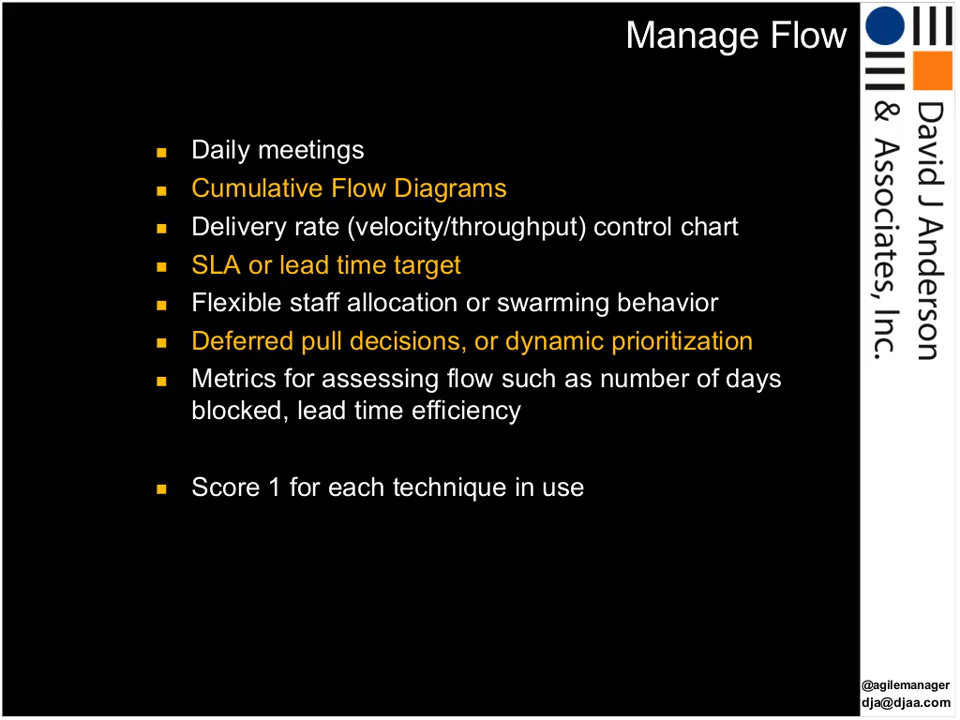 Manage Flow
Daily meetings
Cumulative Flow Diagrams
Delivery rate (velocity/throughput) control chart
SLA or lead time target
Flexible staff allocation or swarming behavior
Deferred pull decisions, or dynamic prioritization
Metrics for assessing flow such as number of days
blocked, lead time efficiency
Score 1 for each technique in use
David J Anderson
& Associates, Inc.
@agilemanager
dja@djaa.com